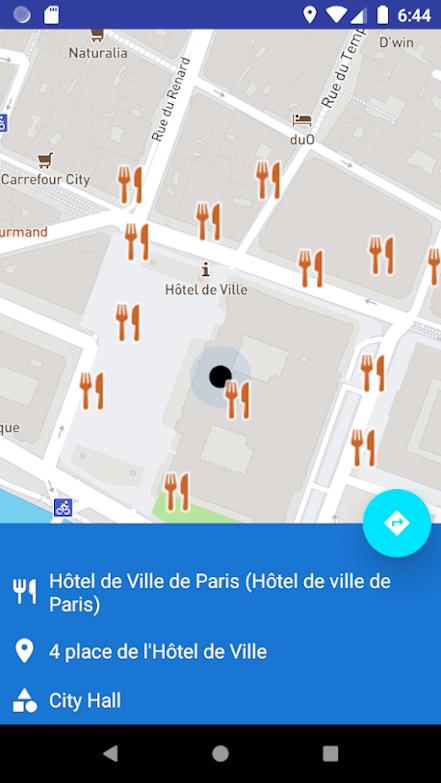 6:44
Naturalia
D'win
Rue du Renard
Rue du Temp
duO
Carrefour City
urmand
Hôtel de Ville
que
Hôtel de Ville de Paris (Hôtel de ville de
Paris)
4 place de l'Hôtel de Ville
City Hall